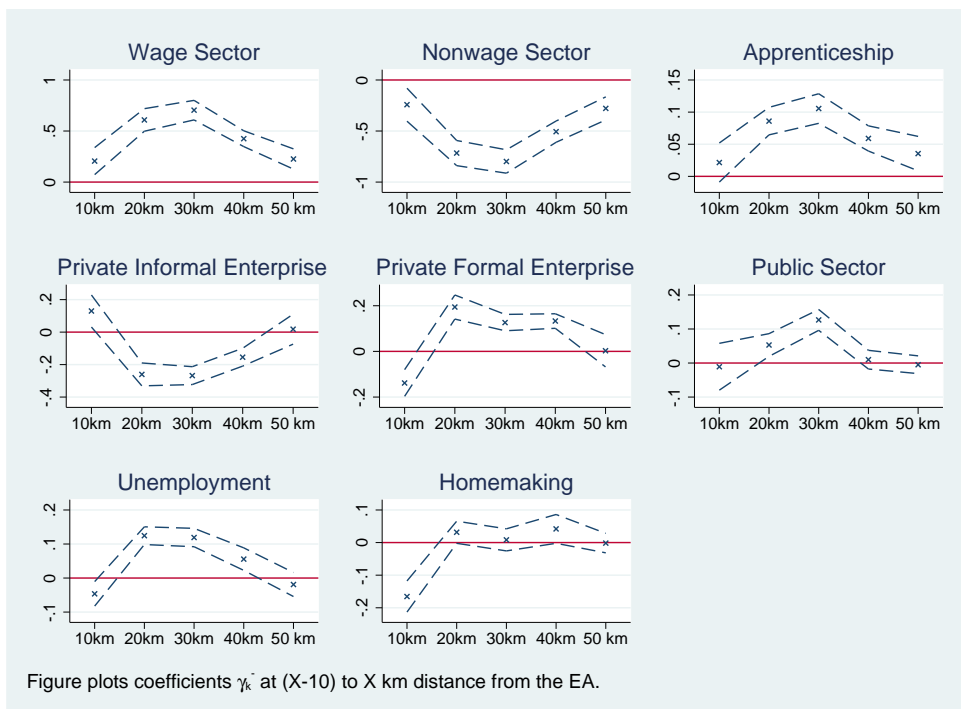 Wage Sector
Nonwage Sector
Apprenticeship
1
.5
0
10km 20km 30km 40km 50 km
0
-.5
-1
10km 20km 30km 40km 50 km
.15
.1
.05
0
10km 20km 30km 40km 50 km
Private Informal Enterprise
Private Formal Enterprise
Public Sector
.2
0
-.2
-.4
10km 20km 30km 40km 50 km
.2
0
-.2
10km 20km 30km 40km 50 km
.2
.1
0
-.1
10km 20km 30km 40km 50 km
Unemployment
Homemaking
.2
.1
0
-.1
10km 20km 30km 40km 50 km
.1
0
-.1
-.2
10km 20km 30km 40km 50 km
Figure plots coefficients γₖ⁻ at (X-10) to X km distance from the EA.